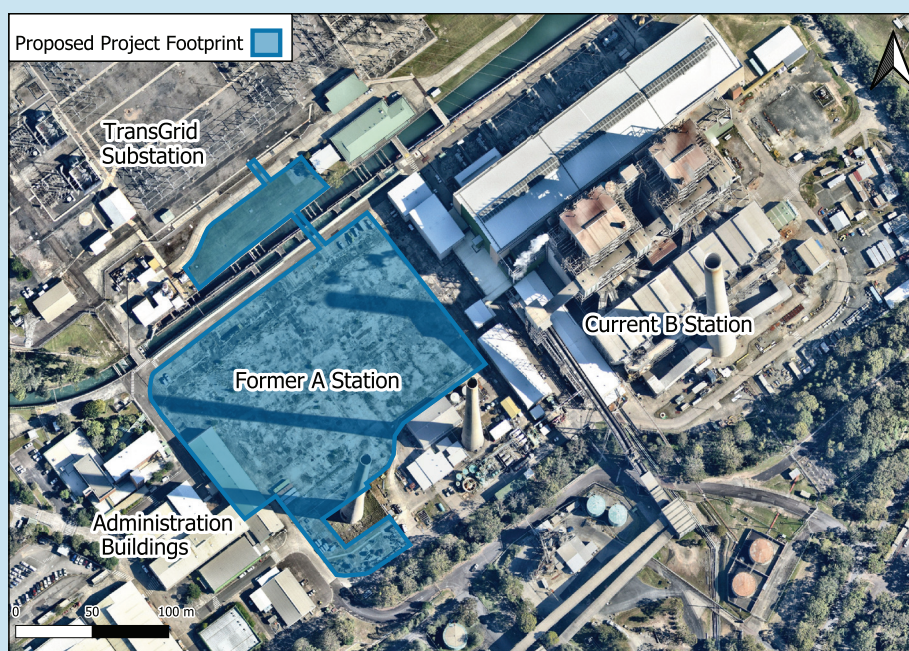 Proposed Project Footprint
TransGrid
Substation
Current B Station
Former A Station
Administration
Buildings
0 50 100 m